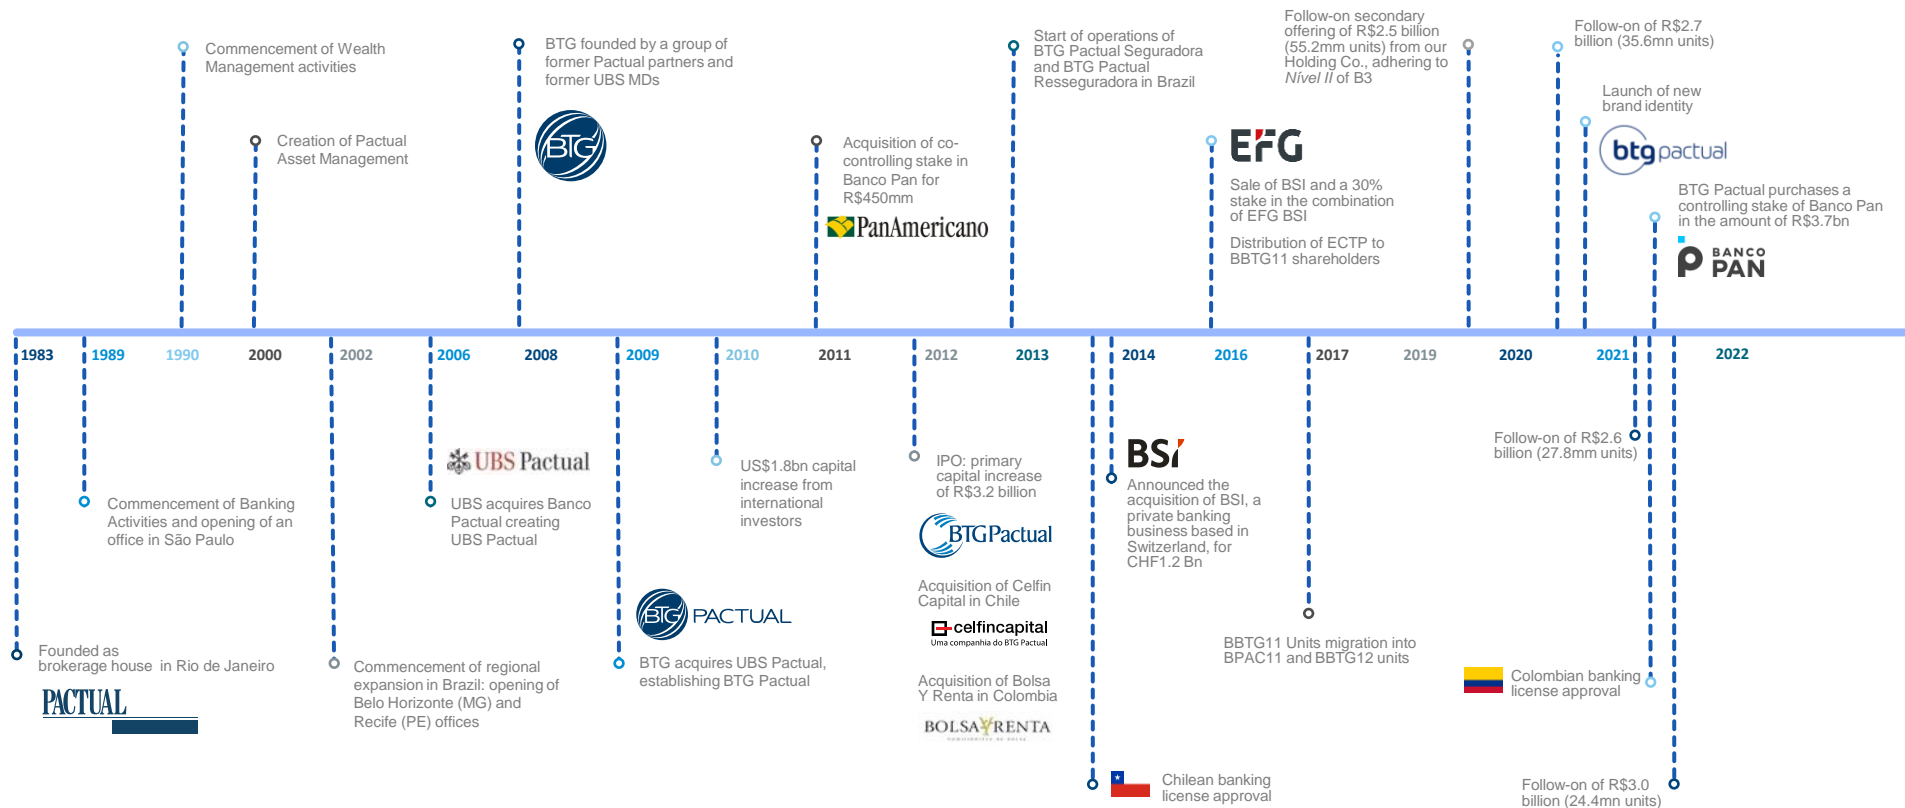 Commencement of Wealth
Management activities
Creation of Pactual
Asset Management
BTG founded by a group of
former Pactual partners and
former UBS MDs
BTG
Acquisition of co-
controlling stake in
Banco Pan for
R$450mm
PanAmericano
Start of operations of
BTG Pactual Seguradora
and BTG Pactual
Resseguradora in Brazil
EFG
Sale of BSI and a 30%
stake in the combination
of EFG BSI
Distribution of ECTP to
BBTG11 shareholders
Follow-on secondary
offering of R$2.5 billion
(55.2mm units) from our
Holding Co., adhering to
Nível II of B3
Follow-on of R$2.7
billion (35.6mn units)
Launch of new
brand identity
btg pactual
BTG Pactual purchases a
controlling stake of Banco Pan
in the amount of R$3.7bn
BANCO
PAN
1983 1989 1990 2000 2002 2006 2008 2009 2010 2011 2012 2013 2014 2016 2017 2019 2020 2021 2022
Founded as
brokerage house in Rio de Janeiro
PACTUAL
Commencement of Banking
Activities and opening of an
office in São Paulo
Commencement of regional
expansion in Brazil: opening of
Belo Horizonte (MG) and
Recife (PE) offices
UBS Pactual
UBS acquires Banco
Pactual creating
UBS Pactual
BTG PACTUAL
BTG acquires UBS Pactual,
establishing BTG Pactual
US$1.8bn capital
increase from
international
investors
IPO: primary
capital increase
of R$3.2 billion
BTGPactual
Acquisition of Celfin
Capital in Chile
celfincapital
Uma companhia do BTG Pactual
Acquisition of Bolsa
Y Renta in Colombia
BOLSA Y RENTA
Chilean banking
license approval
BSI
Announced the
acquisition of BSI, a
private banking
business based in
Switzerland, for
CHF1.2 Bn
BBTG11 Units migration into
BPAC11 and BBTG12 units
Follow-on of R$2.6
billion (27.8mm units)
Colombian banking
license approval
Follow-on of R$3.0
billion (24.4mn units)